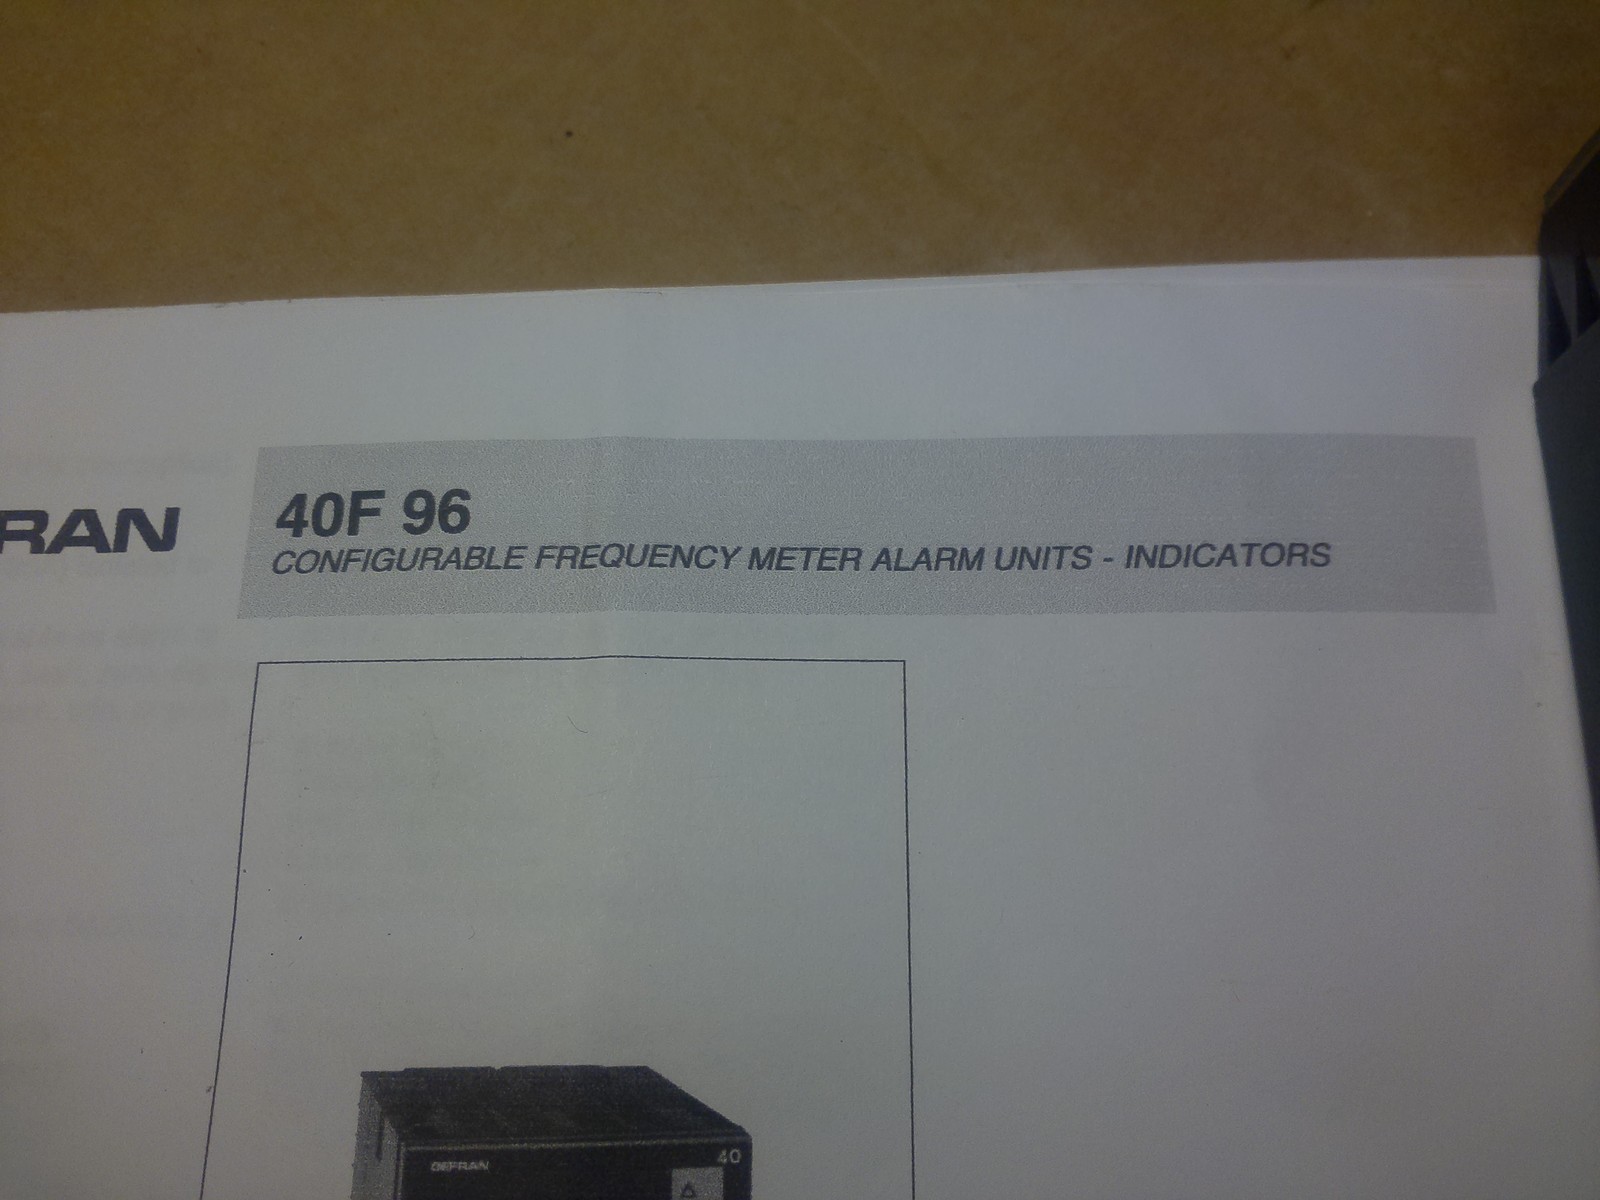 RAN
40F 96
CONFIGURABLE FREQUENCY METER ALARM UNITS - INDICATORS
GEFRAN
40